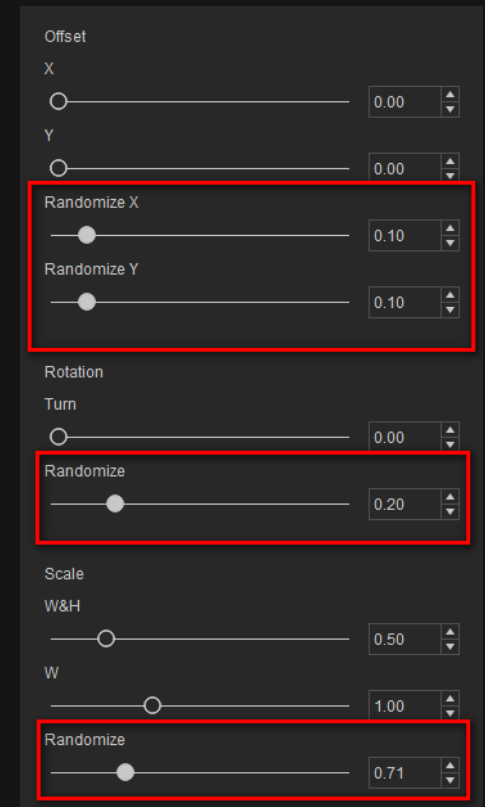 Offset
X
0.00
Y
0.00
Randomize X
0.10
Randomize Y
0.10
Rotation
Turn
0.00
Randomize
0.20
Scale
W&H
0.50
W
1.00
Randomize
0.71